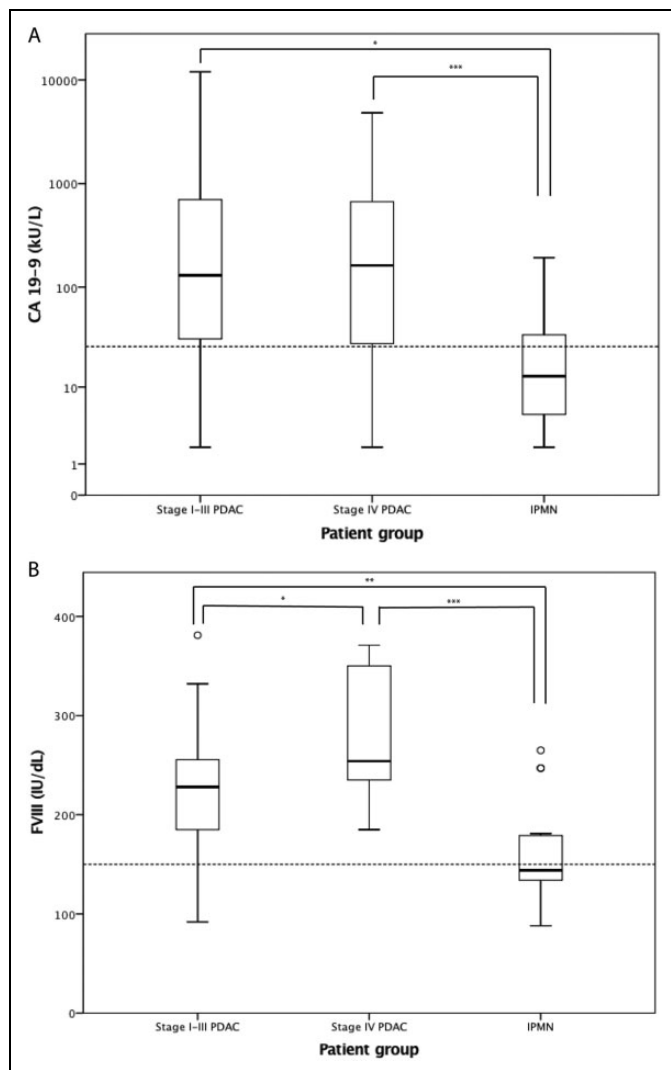 A
*
***
10000
1000
100
10
1
0
CA 19-9 (kU/L)
Stage I-III PDAC
Stage IV PDAC
IPMN
Patient group
B
**
*
***
400
300
200
100
0
FVIII (IU/dL)
Stage I-III PDAC
Stage IV PDAC
IPMN
Patient group